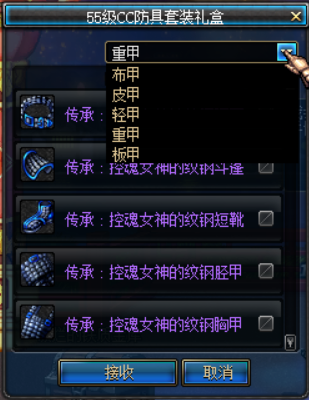 55级CC防具套装礼盒
重甲
布甲
皮甲
轻甲
重甲
板甲
传承：控
传承：控魂女神的纹钢斗篷
传承：控魂女神的纹钢短靴
传承：控魂女神的纹钢胫甲
传承：控魂女神的纹钢胸甲
接收
取消